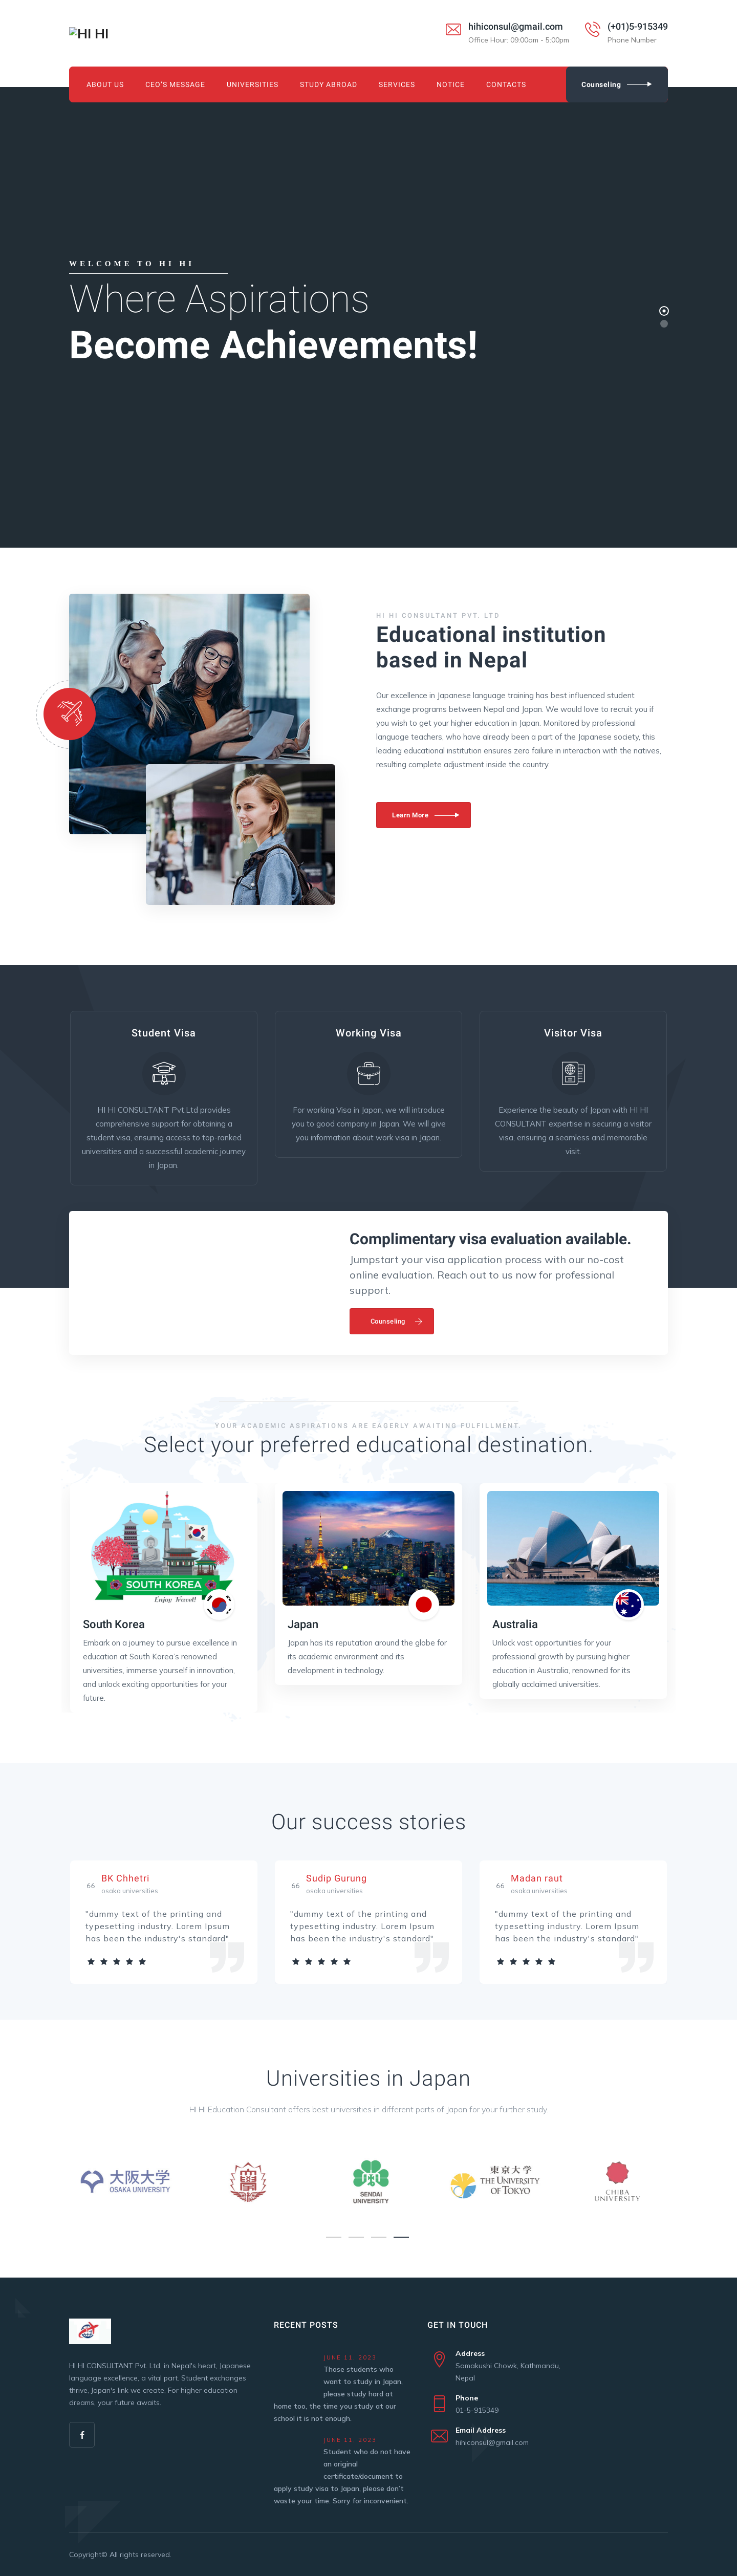 HI HI
hihiconsul@gmail.com
Office Hour: 09:00am - 5:00pm
(+01)5-915349
Phone Number
ABOUT US
CEO'S MESSAGE
UNIVERSITIES
STUDY ABROAD
SERVICES
NOTICE
CONTACTS
Counseling
WELCOME TO HI HI
Where Aspirations
Become Achievements!
HI HI CONSULTANT PVT. LTD
Educational institution
based in Nepal
Our excellence in Japanese language training has best influenced student
exchange programs between Nepal and Japan. We would love to recruit you if
you wish to get your higher education in Japan. Monitored by professional
language teachers, who have already been a part of the Japanese society, this
leading educational institution ensures zero failure in interaction with the natives,
resulting complete adjustment inside the country.
Learn More
Student Visa
HI HI CONSULTANT Pvt.Ltd provides
comprehensive support for obtaining a
student visa, ensuring access to top-ranked
universities and a successful academic journey
in Japan.
Working Visa
For working Visa in Japan, we will introduce
you to good company in Japan. We will give
you information about work visa in Japan.
Visitor Visa
Experience the beauty of Japan with HI HI
CONSULTANT expertise in securing a visitor
visa, ensuring a seamless and memorable
visit.
Complimentary visa evaluation available.
Jumpstart your visa application process with our no-cost
online evaluation. Reach out to us now for professional
support.
Counseling
YOUR ACADEMIC ASPIRATIONS ARE EAGERLY AWAITING FULFILLMENT.
Select your preferred educational destination.
SOUTH KOREA
Enjoy Travel!
South Korea
Embark on a journey to pursue excellence in
education at South Korea's renowned
universities, immerse yourself in innovation,
and unlock exciting opportunities for your
future.
Japan
Japan has its reputation around the globe for
its academic environment and its
development in technology.
Australia
Unlock vast opportunities for your
professional growth by pursuing higher
education in Australia, renowned for its
globally acclaimed universities.
Our success stories
BK Chhetri
osaka universities
"dummy text of the printing and
typesetting industry. Lorem Ipsum
has been the industry's standard"
Sudip Gurung
osaka universities
"dummy text of the printing and
typesetting industry. Lorem Ipsum
has been the industry's standard"
Madan raut
osaka universities
"dummy text of the printing and
typesetting industry. Lorem Ipsum
has been the industry's standard"
Universities in Japan
HI HI Education Consultant offers best universities in different parts of Japan for your further study.
大阪大学
OSAKA UNIVERSITY
SENDAI
UNIVERSITY
東京大学
THE UNIVERSITY
OF TOKYO
CHIBA
UNIVERSITY
HI HI CONSULTANT Pvt. Ltd, in Nepal's heart, Japanese
language excellence, a vital part. Student exchanges
thrive, Japan's link we create, For higher education
dreams, your future awaits.
RECENT POSTS
JUNE 11, 2023
Those students who
want to study in Japan,
please study hard at
home too, the time you study at our
school it is not enough.
JUNE 11, 2023
Student who do not have
an original
certificate/document to
apply study visa to Japan, please don't
waste your time. Sorry for inconvenient.
GET IN TOUCH
Address
Samakushi Chowk, Kathmandu,
Nepal
Phone
01-5-915349
Email Address
hihiconsul@gmail.com
Copyright© All rights reserved.